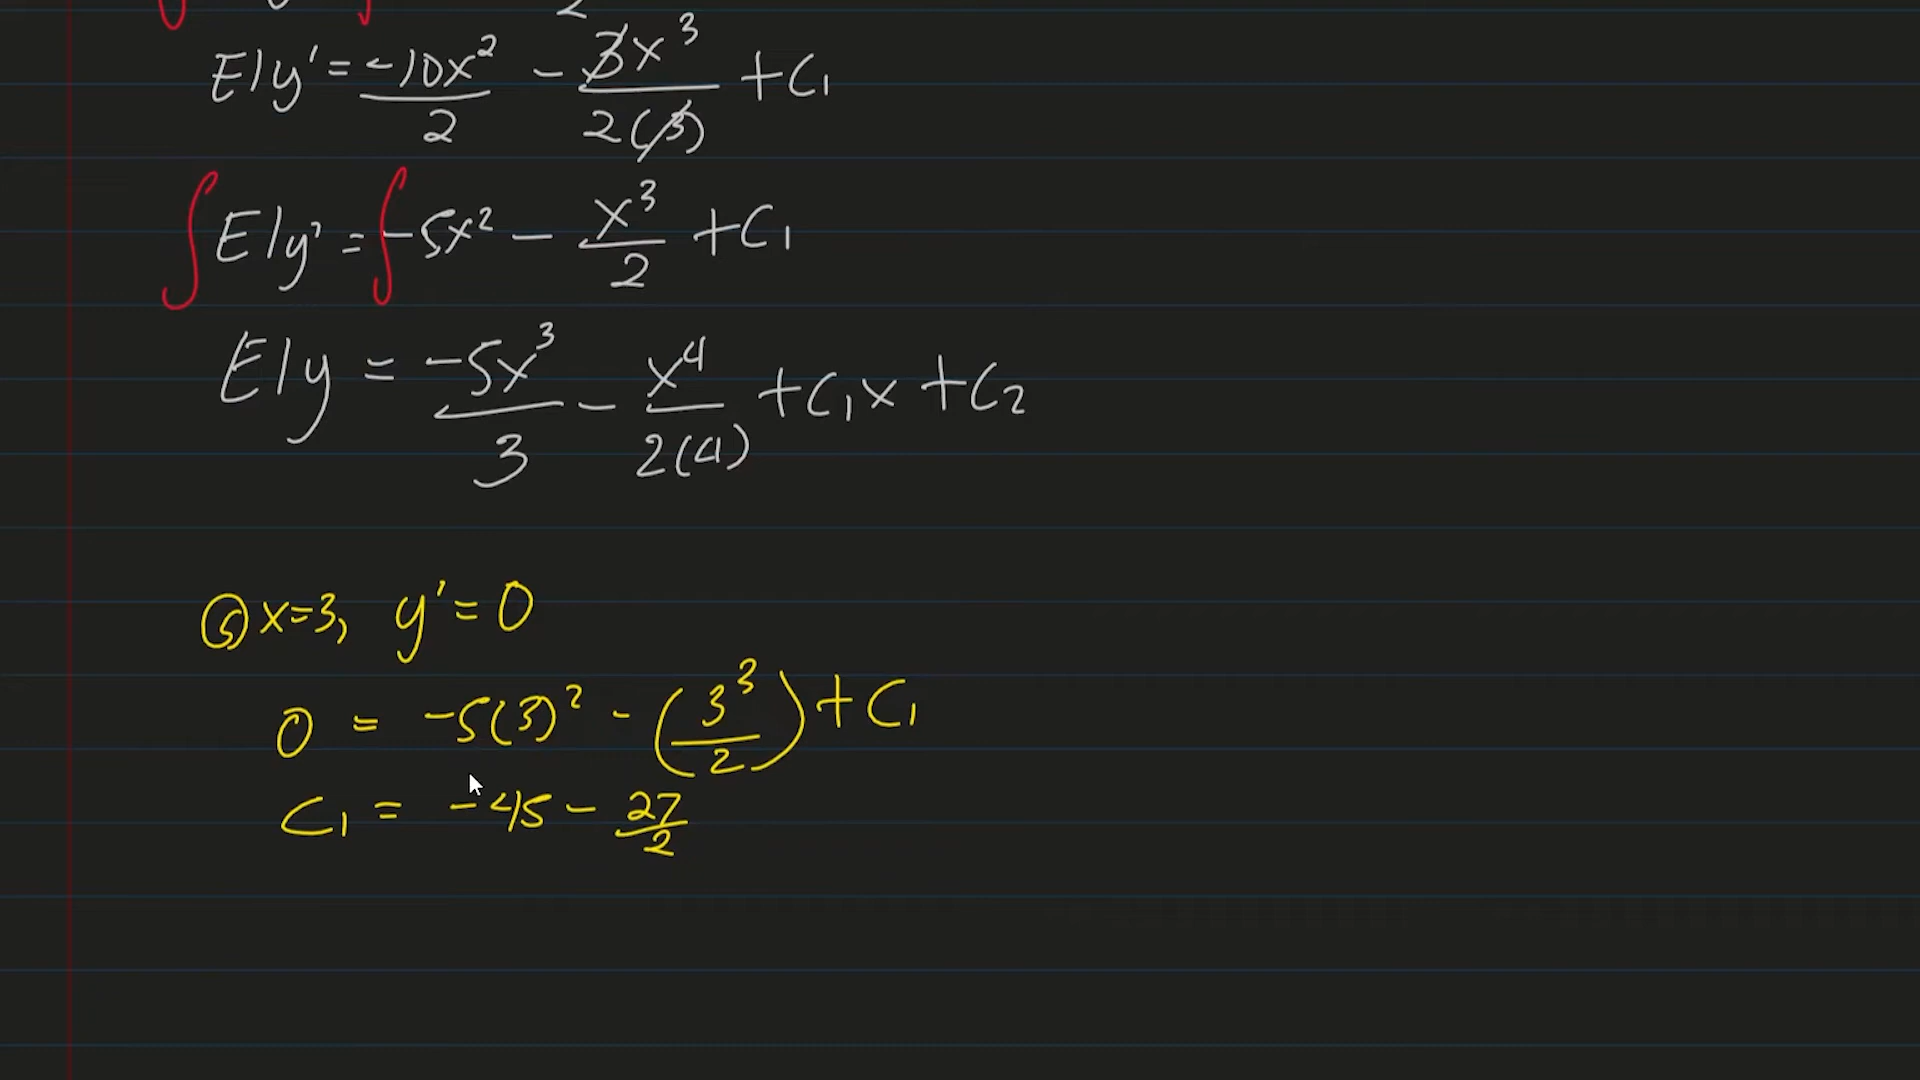 EIy' = -10x²/2 - 3x³/2(3) + C₁
∫EIy' = ∫-5x² - x³/2 + C₁
EIy = -5x³/3 - x⁴/2(4) + C₁x + C₂
@x=3, y'=0
0 = -5(3)² - (3³/2) + C₁
C₁ = -45 - 27/2